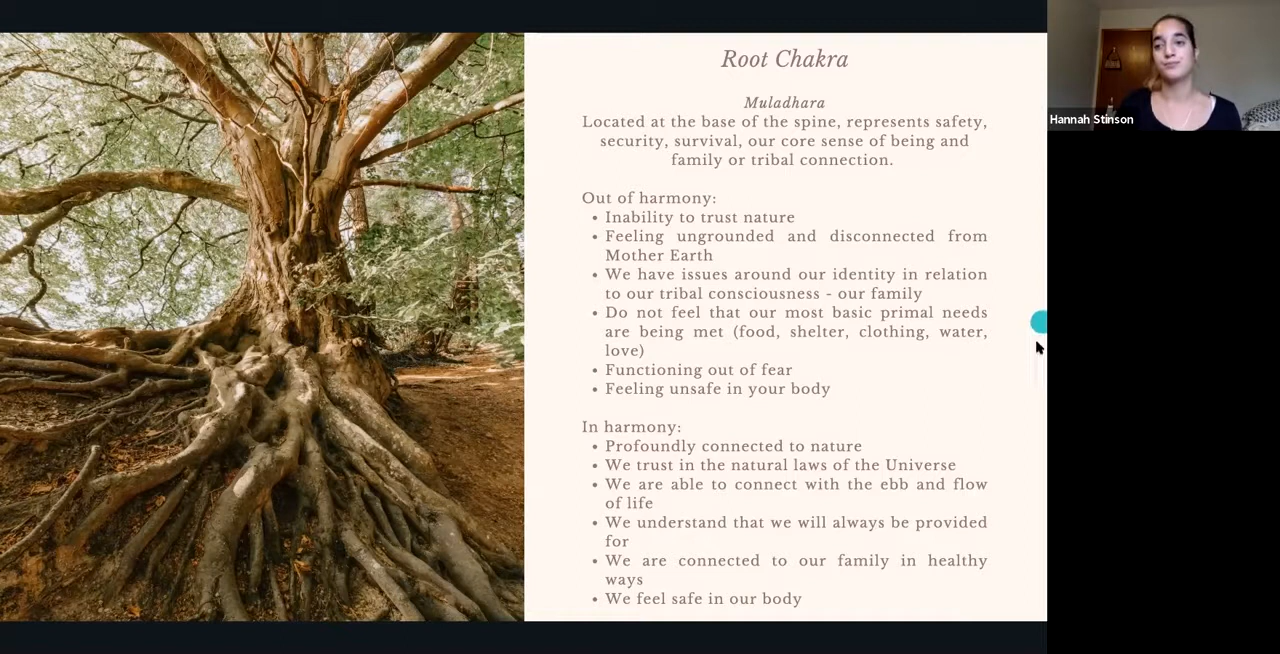 Root Chakra
Muladhara
Located at the base of the spine, represents safety,
security, survival, our core sense of being and
family or tribal connection.
Out of harmony:
• Inability to trust nature
• Feeling ungrounded and disconnected from
Mother Earth
• We have issues around our identity in relation
to our tribal consciousness - our family
• Do not feel that our most basic primal needs
are being met (food, shelter, clothing, water,
love)
• Functioning out of fear
• Feeling unsafe in your body
In harmony:
• Profoundly connected to nature
• We trust in the natural laws of the Universe
• We are able to connect with the ebb and flow
of life
• We understand that we will always be provided
for
• We are connected to our family in healthy
ways
• We feel safe in our body
Hannah Stinson